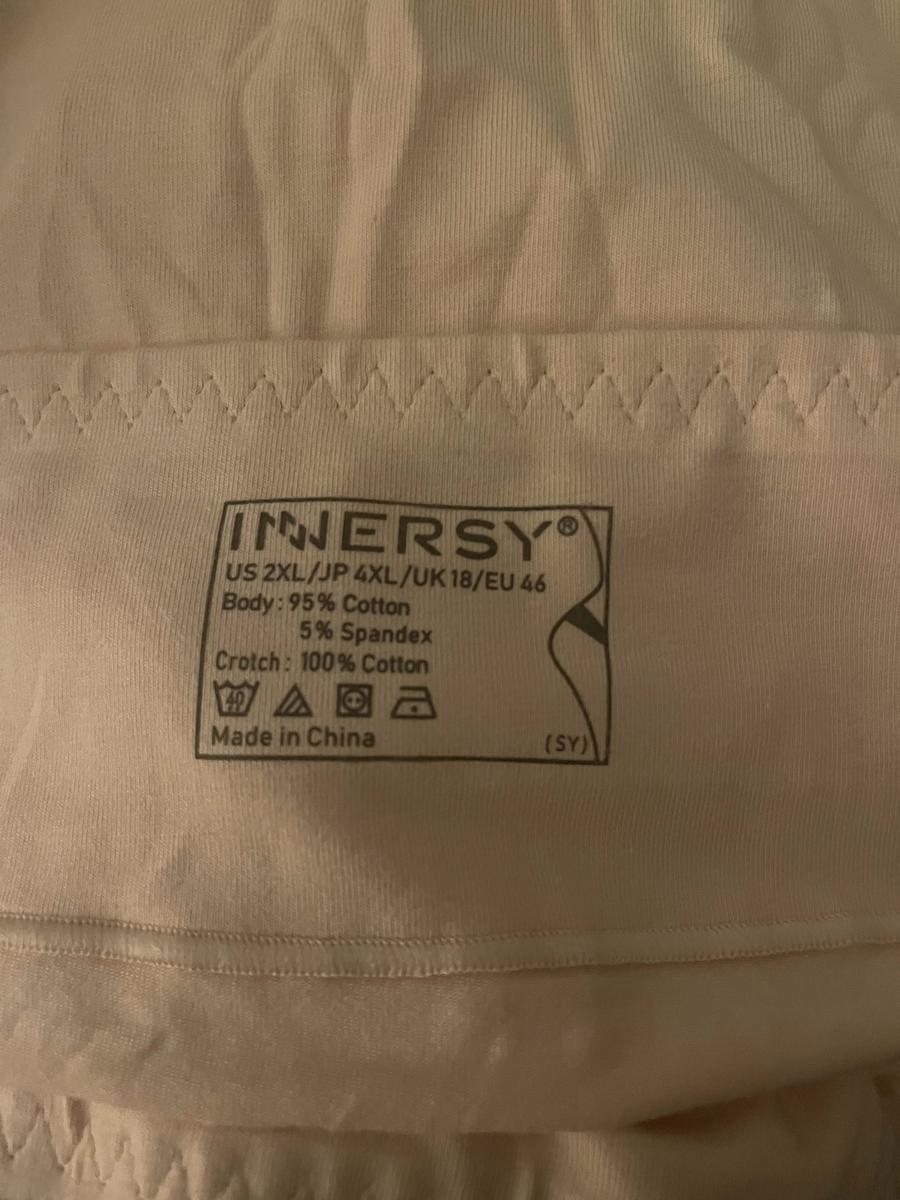 INNERSY®
US 2XL/JP 4XL/UK 18/EU 46
Body: 95% Cotton
5% Spandex
Crotch: 100% Cotton
40
Made in China
(SY)